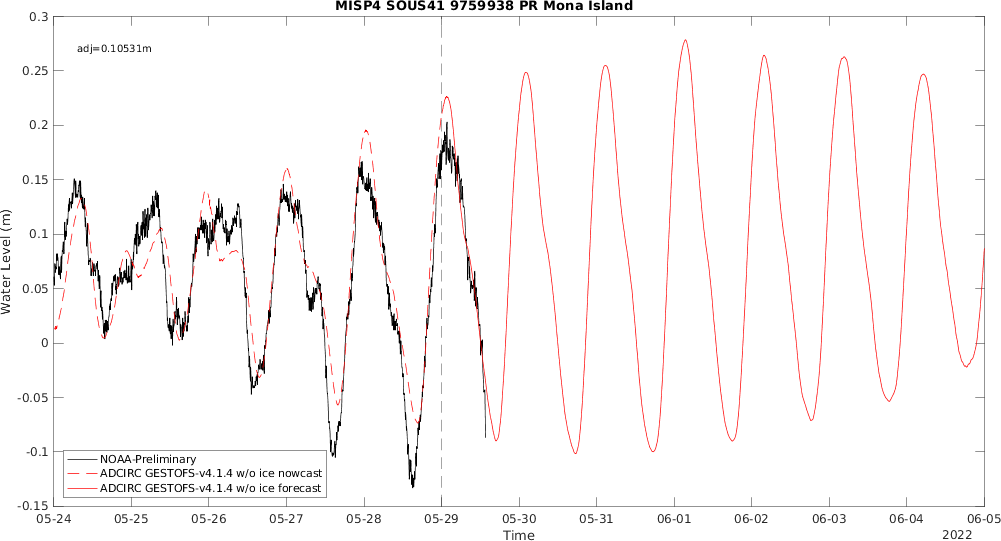 MISP4 SOUS41 9759938 PR Mona Island
adj=0.10531m
Water Level (m)
0.3
0.25
0.2
0.15
0.1
0.05
0
-0.05
-0.1
-0.15
NOAA-Preliminary
ADCIRC GESTOFS-v4.1.4 w/o ice nowcast
ADCIRC GESTOFS-v4.1.4 w/o ice forecast
05-24 05-25 05-26 05-27 05-28 05-29 05-30 05-31 06-01 06-02 06-03 06-04 06-05
Time
2022